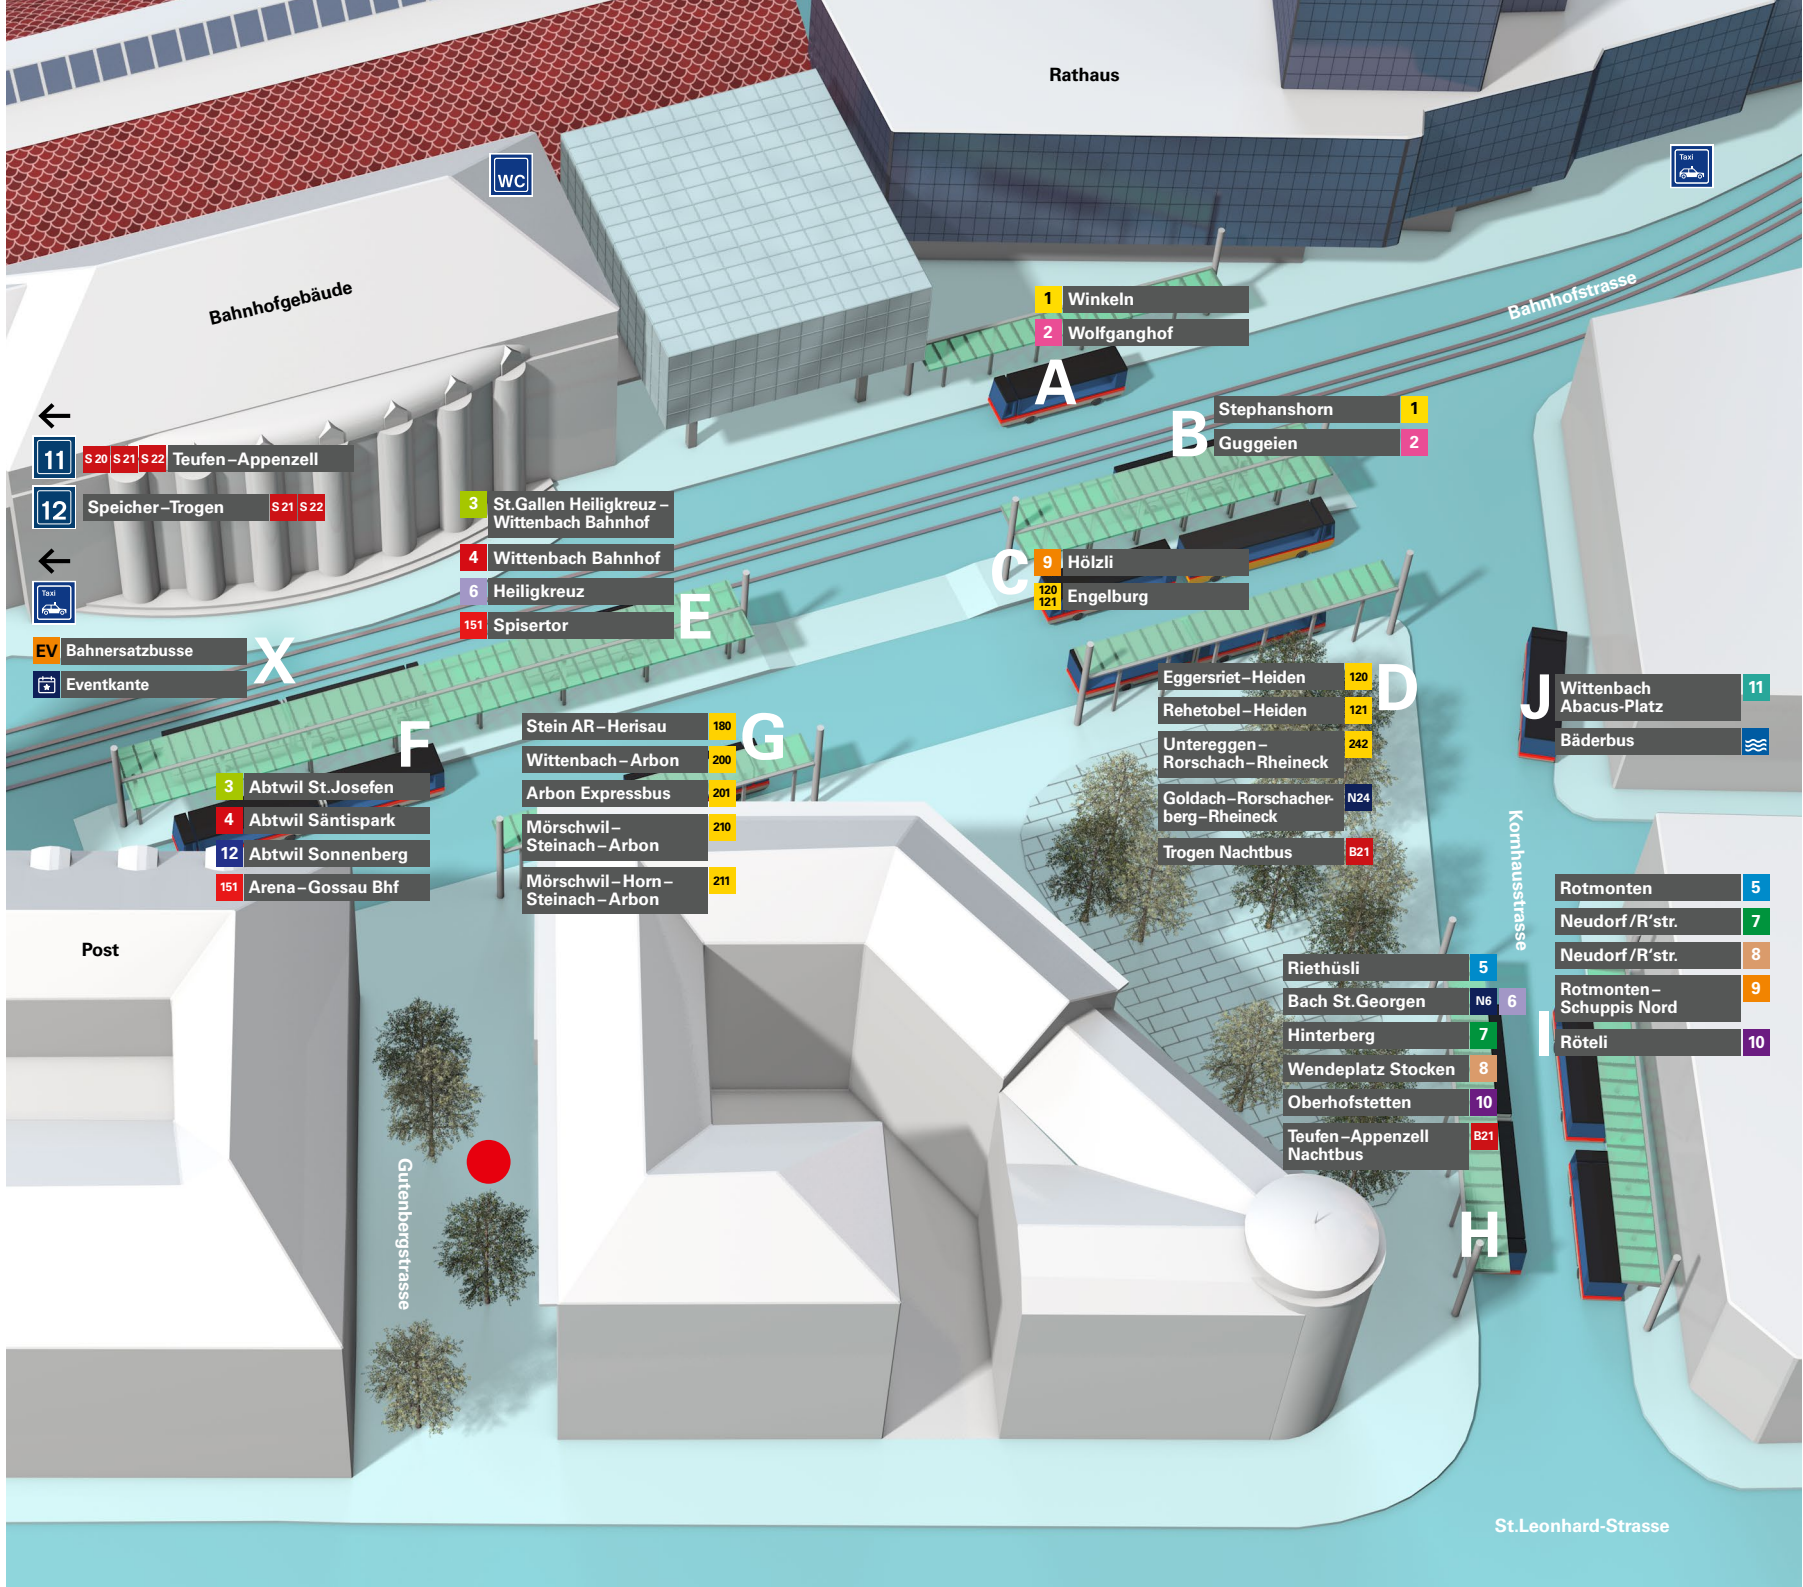 Rathaus
WC
Taxi
Bahnhofgebäude
Bahnhofstrasse
1 Winkeln
2 Wolfganghof
A
B
Stephanshorn 1
Guggeien 2
11 S 20 S 21 S 22 Teufen–Appenzell
12 Speicher–Trogen S 21 S 22
Taxi
EV Bahnersatzbusse
Eventkante
X
3 St.Gallen Heiligkreuz –
Wittenbach Bahnhof
4 Wittenbach Bahnhof
6 Heiligkreuz
151 Spisertor
E
C
9 Hölzli
120
121 Engelburg
D
Eggersriet–Heiden 120
Rehetobel–Heiden 121
Untereggen– 242
Rorschach–Rheineck
Goldach–Rorschacher- N24
berg–Rheineck
Trogen Nachtbus B21
J
Wittenbach 11
Abacus-Platz
Bäderbus
F
3 Abtwil St.Josefen
4 Abtwil Säntispark
12 Abtwil Sonnenberg
151 Arena–Gossau Bhf
G
Stein AR–Herisau 180
Wittenbach–Arbon 200
Arbon Expressbus 201
Mörschwil– 210
Steinach–Arbon
Mörschwil–Horn– 211
Steinach–Arbon
Kornhausstrasse
Post
I
Rotmonten 5
Neudorf/R'str. 7
Neudorf/R'str. 8
Rotmonten– 9
Schuppis Nord
Röteli 10
Riethüsli 5
Bach St.Georgen N6 6
Hinterberg 7
Wendeplatz Stocken 8
Oberhofstetten 10
Teufen–Appenzell B21
Nachtbus
H
Gutenbergstrasse
St.Leonhard-Strasse